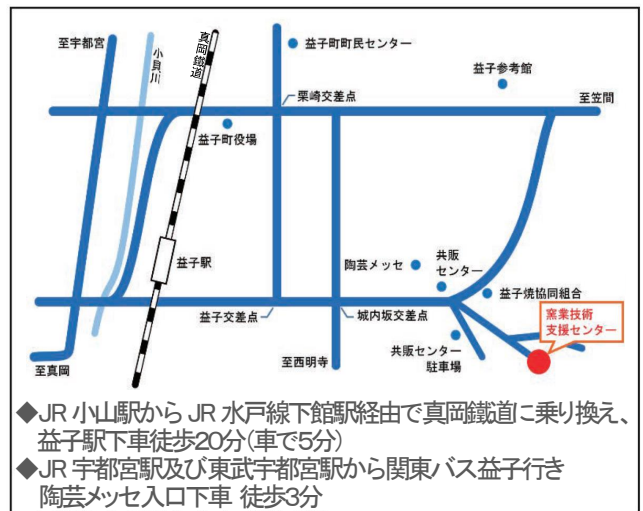 至宇都宮
小貝川
真岡鐵道
益子町町民センター
益子参考館
栗崎交差点
至笠間
益子町役場
益子駅
陶芸メッセ
共販
センター
益子焼協同組合
益子交差点
城内坂交差点
窯業技術
支援センター
至真岡
至西明寺
共販センター
駐車場
◆JR 小山駅から JR 水戸線下館駅経由で真岡鐵道に乗り換え、
益子駅下車徒歩20分(車で5分)
◆JR 宇都宮駅及び東武宇都宮駅から関東バス益子行き
陶芸メッセ入口下車 徒歩3分